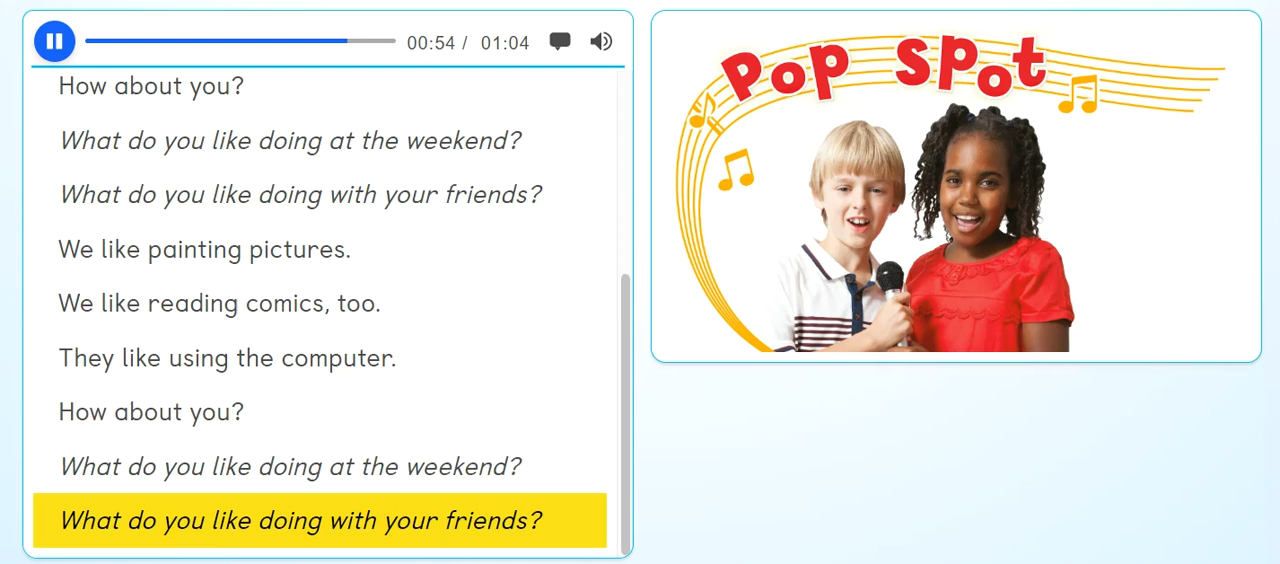 00:54 / 01:04
How about you?
What do you like doing at the weekend?
What do you like doing with your friends?
We like painting pictures.
We like reading comics, too.
They like using the computer.
How about you?
What do you like doing at the weekend?
What do you like doing with your friends?
Pop spot